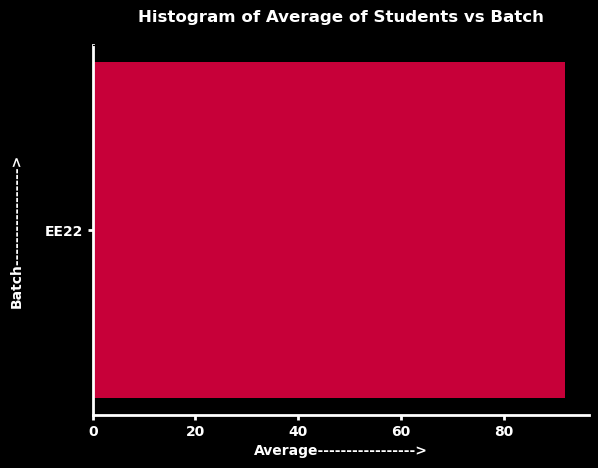 Histogram of Average of Students vs Batch
Batch----------------->
EE22
0 20 40 60 80
Average----------------->